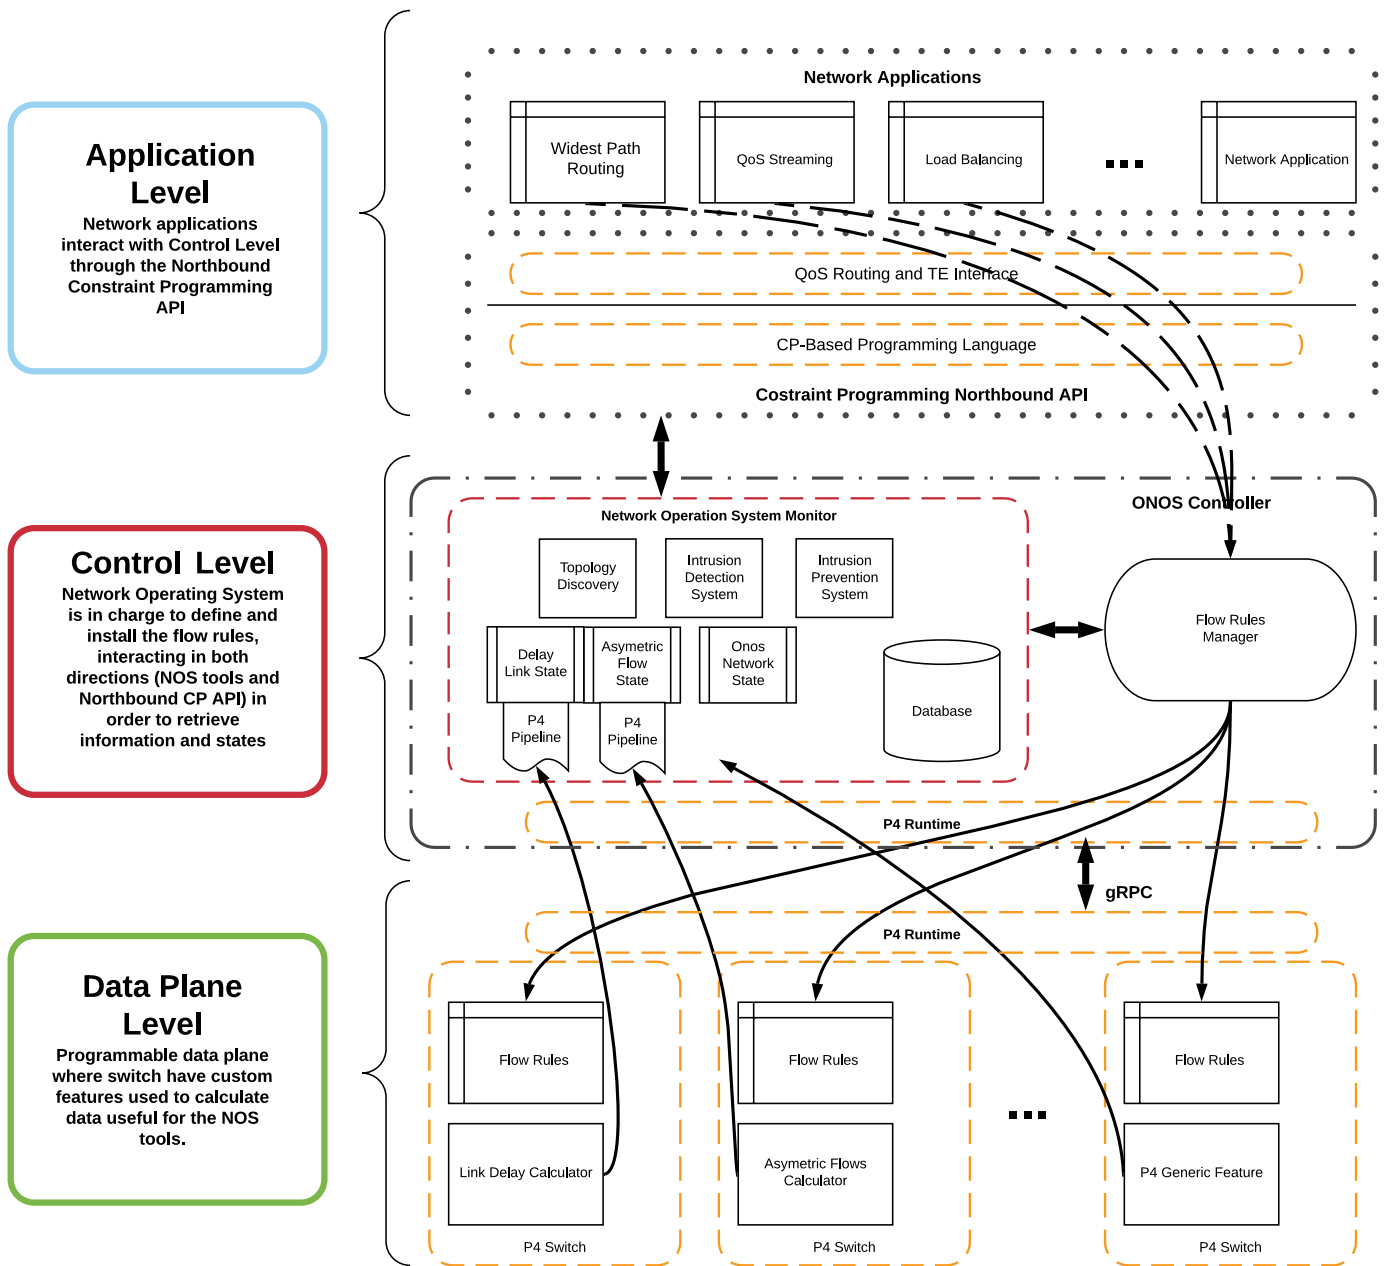 Application
Level
Network applications
interact with Control Level
through the Northbound
Constraint Programming
API
Network Applications
Widest Path
Routing
QoS Streaming
Load Balancing
Network Application
QoS Routing and TE Interface
CP-Based Programming Language
Costraint Programming Northbound API
Control Level
Network Operating System
is in charge to define and
install the flow rules,
interacting in both
directions (NOS tools and
Northbound CP API) in
order to retrieve
information and states
ONOS Controller
Network Operation System Monitor
Topology
Discovery
Intrusion
Detection
System
Intrusion
Prevention
System
Delay
Link State
Asymetric
Flow
State
Onos
Network
State
P4
Pipeline
P4
Pipeline
Database
Flow Rules
Manager
P4 Runtime
gRPC
P4 Runtime
Data Plane
Level
Programmable data plane
where switch have custom
features used to calculate
data useful for the NOS
tools.
Flow Rules
Link Delay Calculator
P4 Switch
Flow Rules
Asymetric Flows
Calculator
P4 Switch
Flow Rules
P4 Generic Feature
P4 Switch